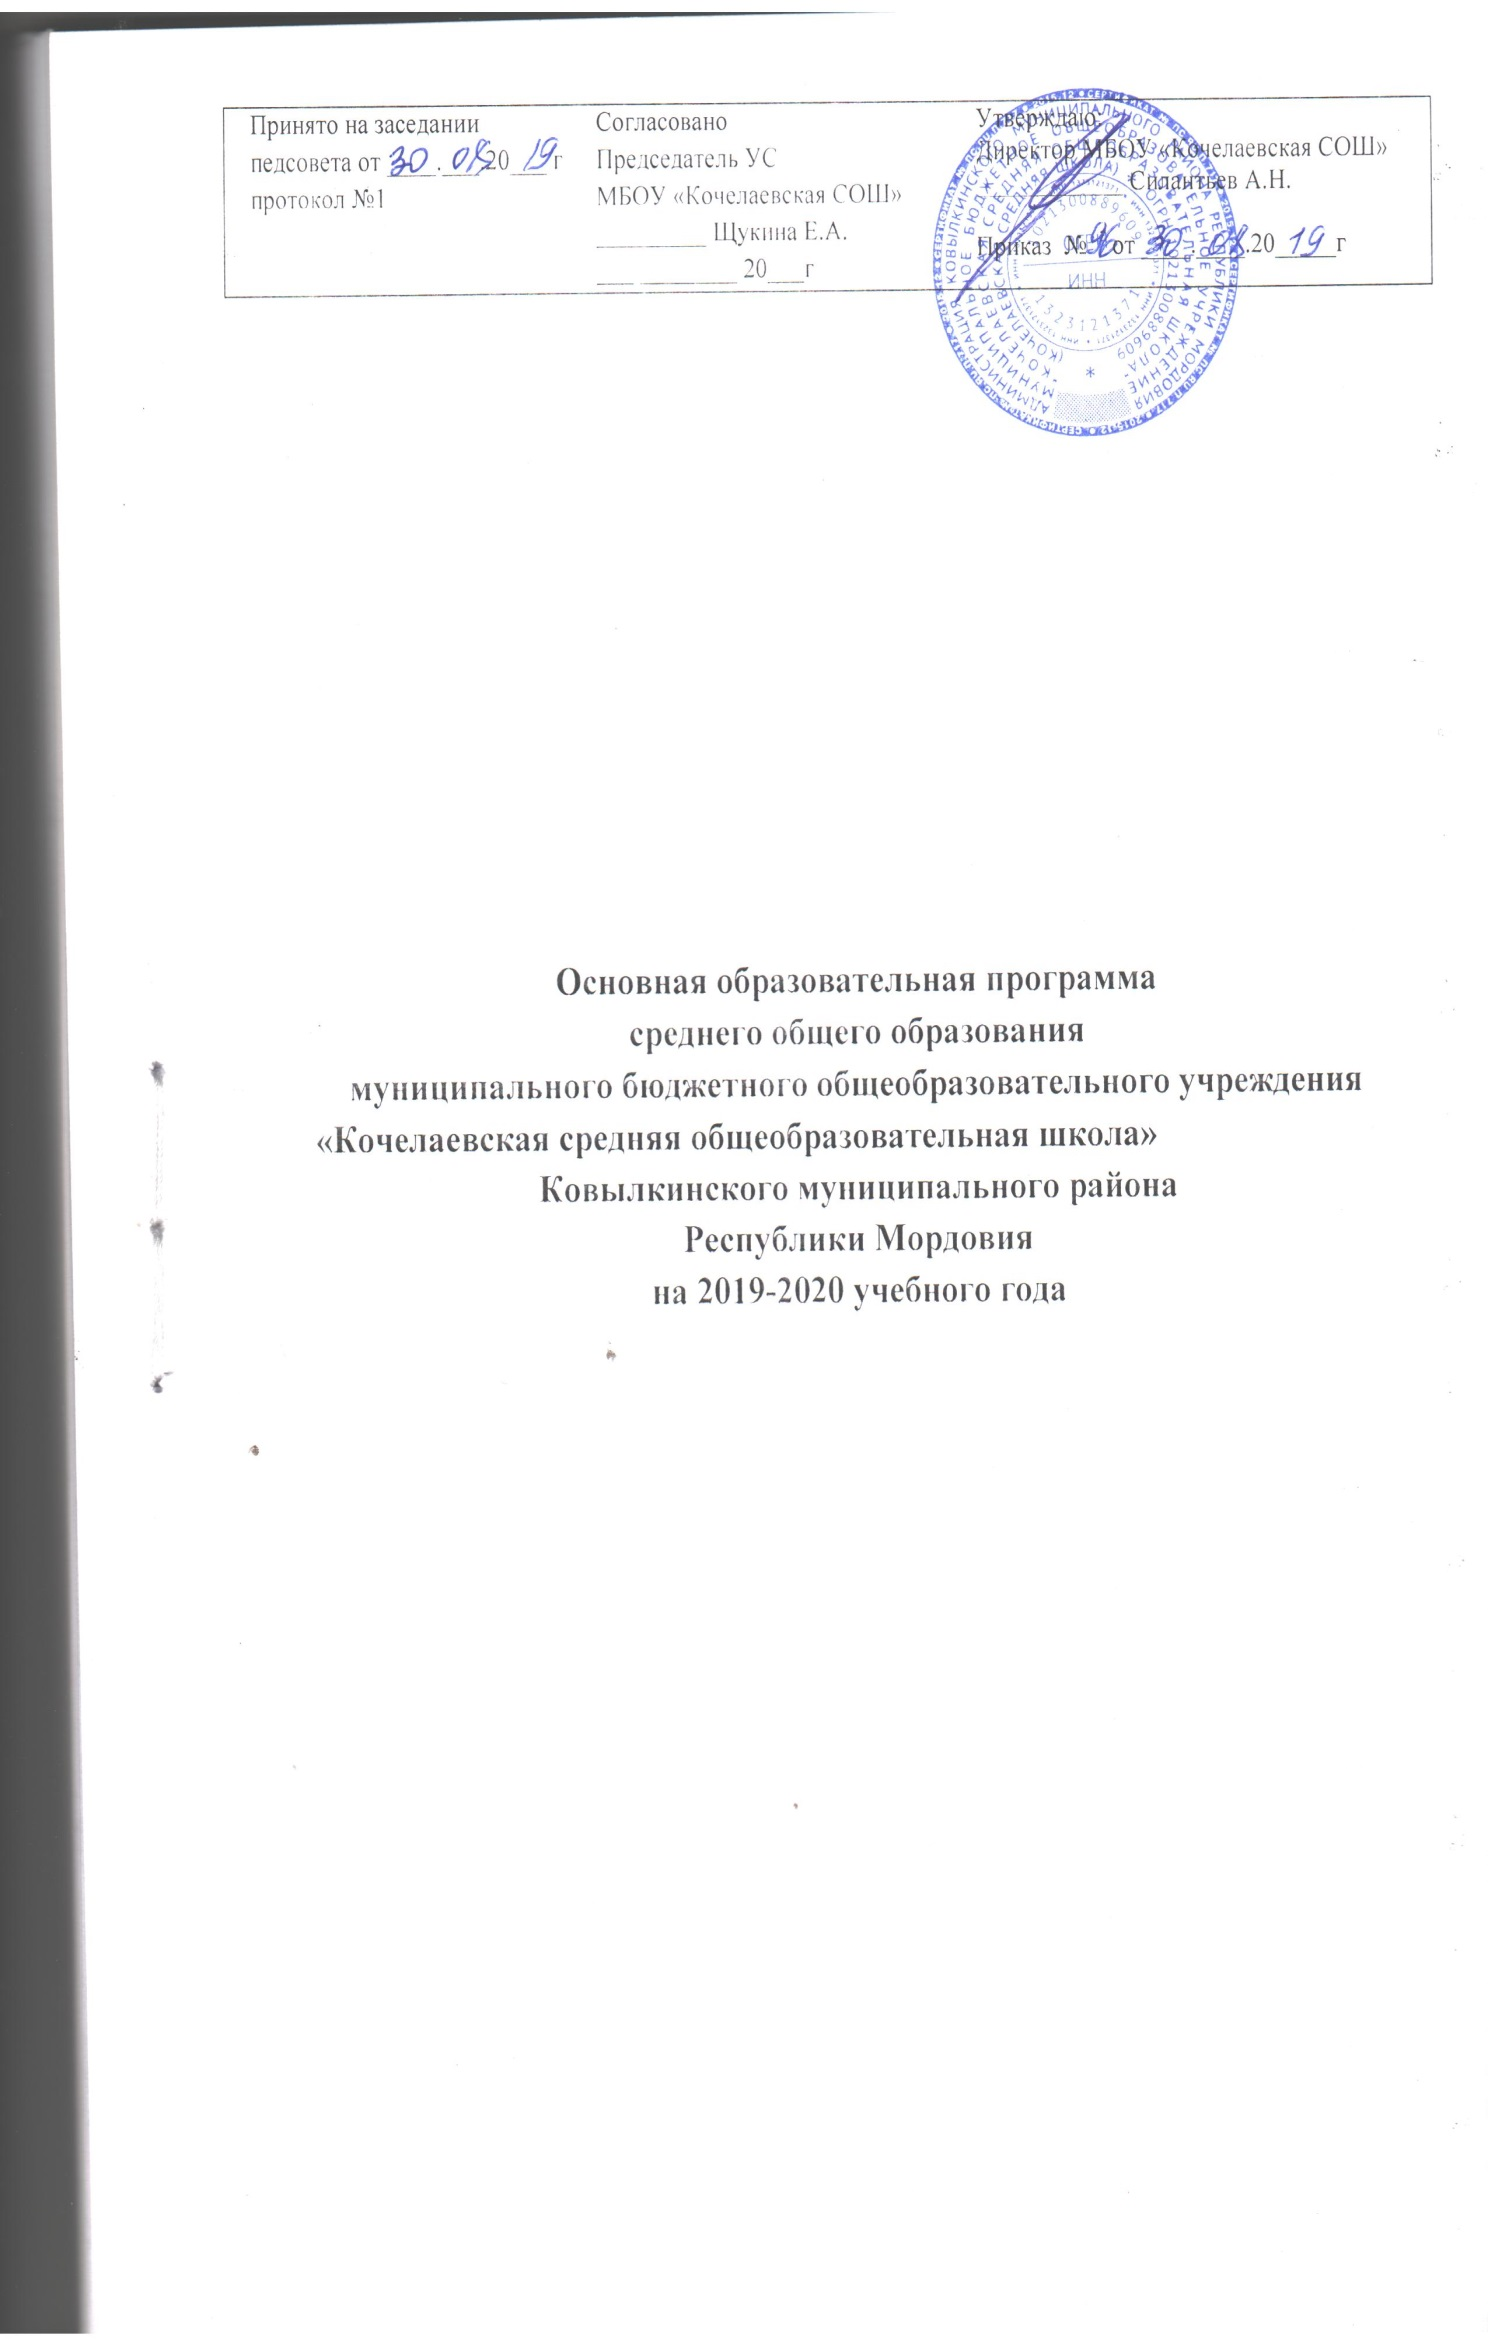 Принято на заседании
педсовета от 30 . 08 20 19 г
протокол №1
Согласовано
Председатель УС
МБОУ «Кочелаевская СОШ»
_________ Щукина Е.А.
___ ________ 20___г
Утверждаю:
Директор МБОУ «Кочелаевская СОШ»
Силантьев А.Н.
Приказ № 96 от 30 . 08 .20 19 г
ИНН
1323121371
Основная образовательная программа
среднего общего образования
муниципального бюджетного общеобразовательного учреждения
«Кочелаевская средняя общеобразовательная школа»
Ковылкинского муниципального района
Республики Мордовия
на 2019-2020 учебного года